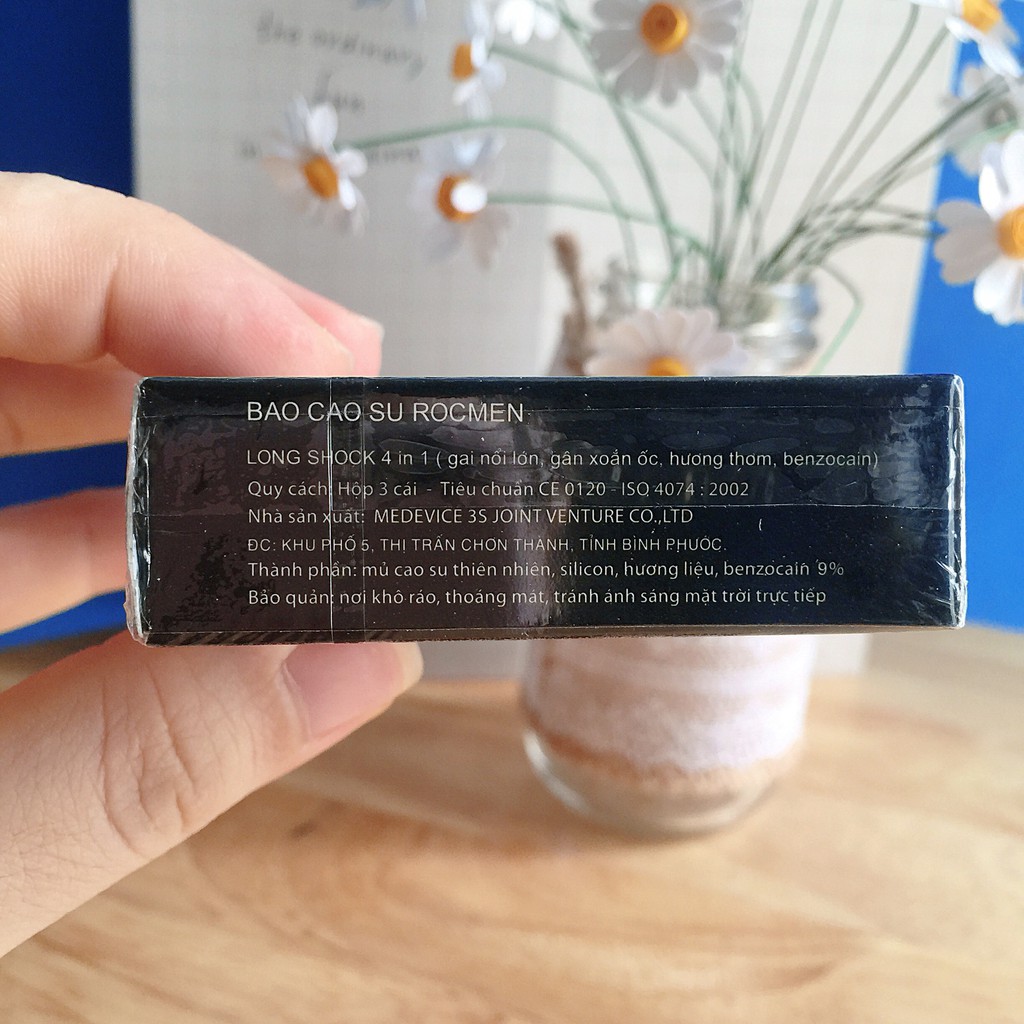 the ordinary
BAO CAO SU ROCMEN
LONG SHOCK 4 in 1 ( gai nổi lớn, gân xoắn ốc, hương thơm, benzocain)
Quy cách: Hộp 3 cái - Tiêu chuẩn CE 0120 - ISO 4074 : 2002
Nhà sản xuất: MEDEVICE 3S JOINT VENTURE CO.,LTD
ĐC: KHU PHỐ 5, THỊ TRẤN CHƠN THÀNH, TỈNH BÌNH PHƯỚC.
Thành phần: mủ cao su thiên nhiên, silicon, hương liệu, benzocain 9%
Bảo quản: nơi khô ráo, thoáng mát, tránh ánh sáng mặt trời trực tiếp